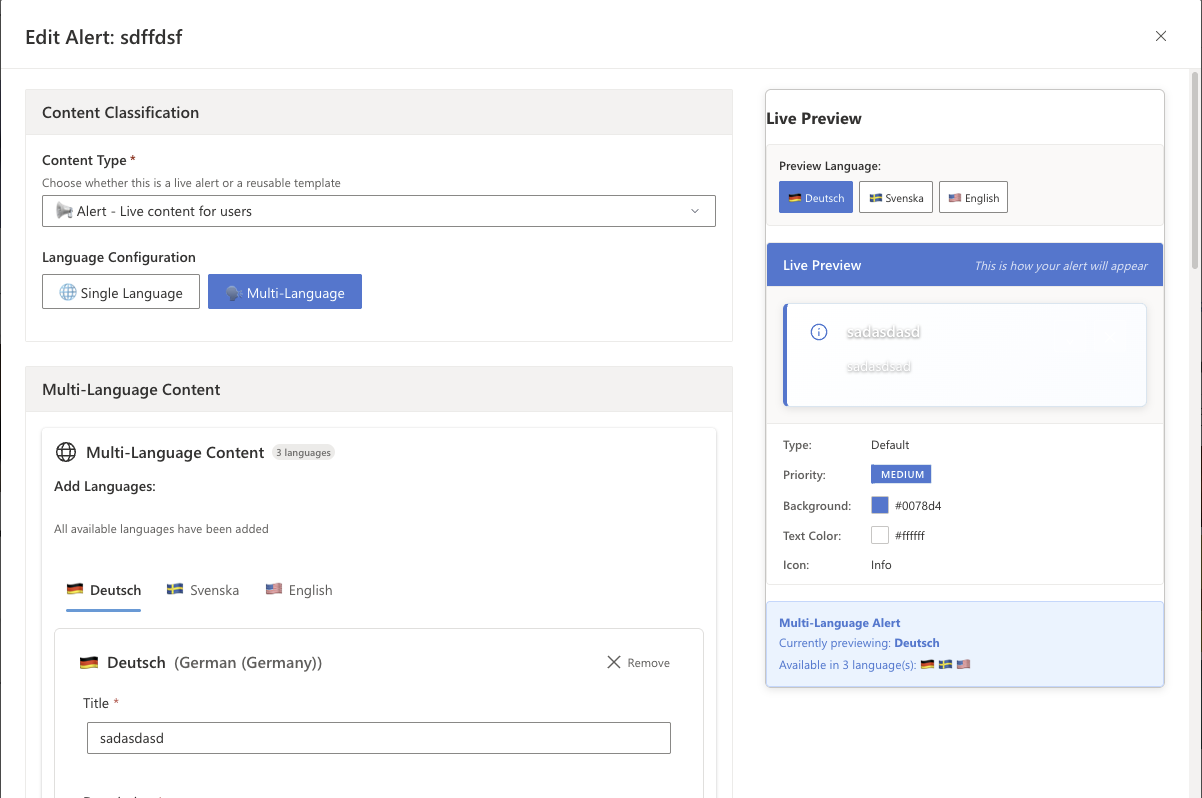 Edit Alert: sdffdsf
Content Classification
Content Type *
Choose whether this is a live alert or a reusable template
Alert - Live content for users
Language Configuration
Single Language
Multi-Language
Multi-Language Content
Multi-Language Content 3 languages
Add Languages:
All available languages have been added
Deutsch
Svenska
English
Deutsch (German (Germany))
Remove
Title *
sadasdasd
Live Preview
Preview Language:
Deutsch
Svenska
English
Live Preview
This is how your alert will appear
sadasdasd
sadasdsad
Type: Default
Priority: MEDIUM
Background: #0078d4
Text Color: #ffffff
Icon: Info
Multi-Language Alert
Currently previewing: Deutsch
Available in 3 language(s):